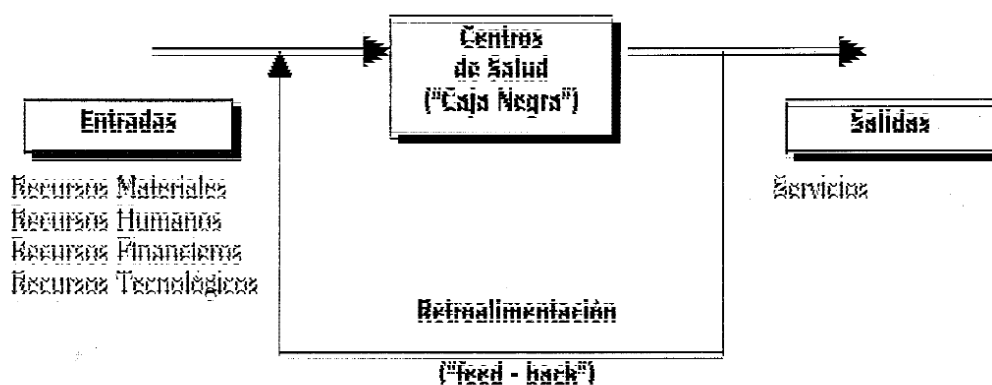 Centros
de Salud
("Caja Negra")
Entradas
Salidas
Recursos Materiales
Recursos Humanos
Recursos Financieros
Recursos Tecnológicos
Servicios
Retroalimentación
("feed - back")